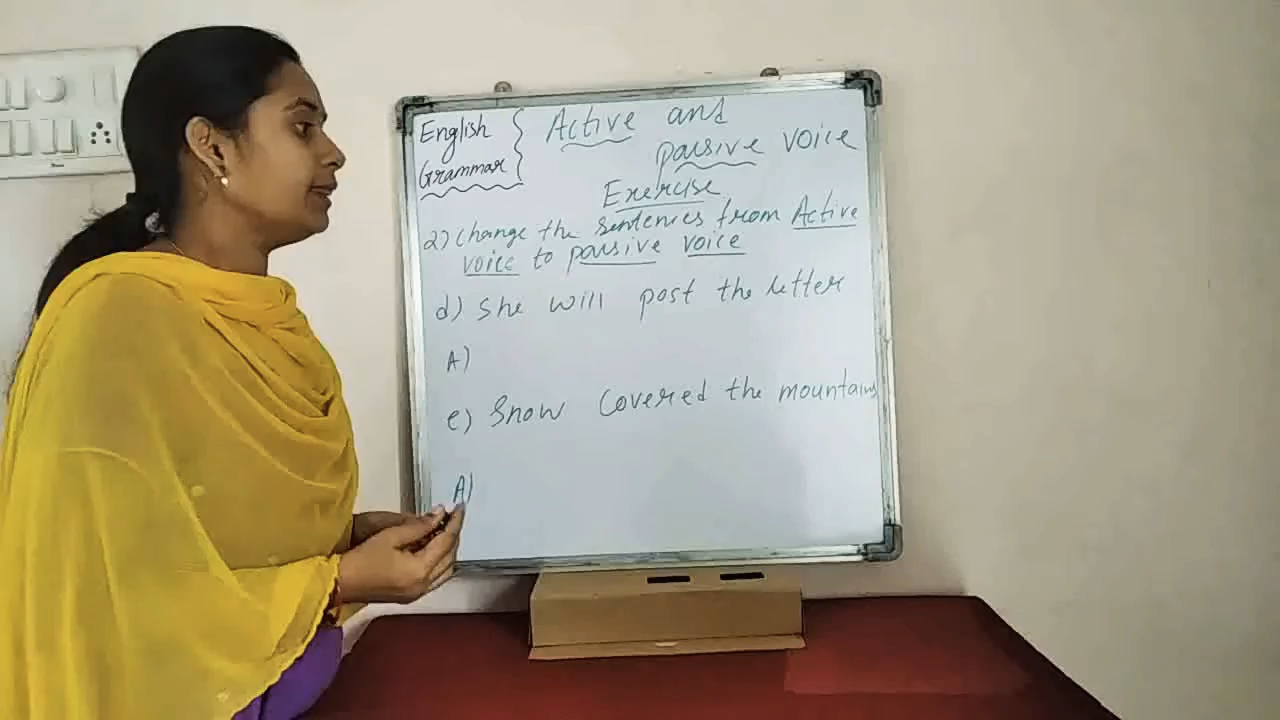 English
Grammar
Active and
passive voice
Exercise
2) Change the sentences from Active
voice to passive voice
d) She will post the letter
A)
e) Snow covered the mountains
A)